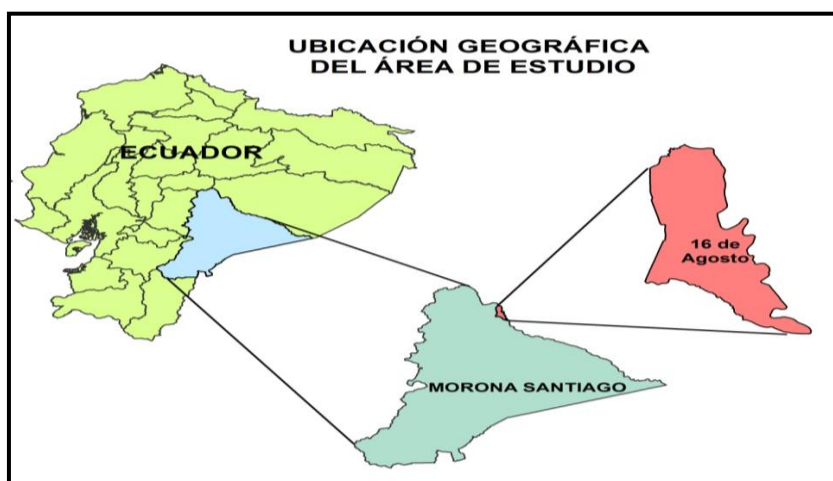 UBICACIÓN GEOGRÁFICA
DEL ÁREA DE ESTUDIO
ECUADOR
16 de
Agosto
MORONA SANTIAGO